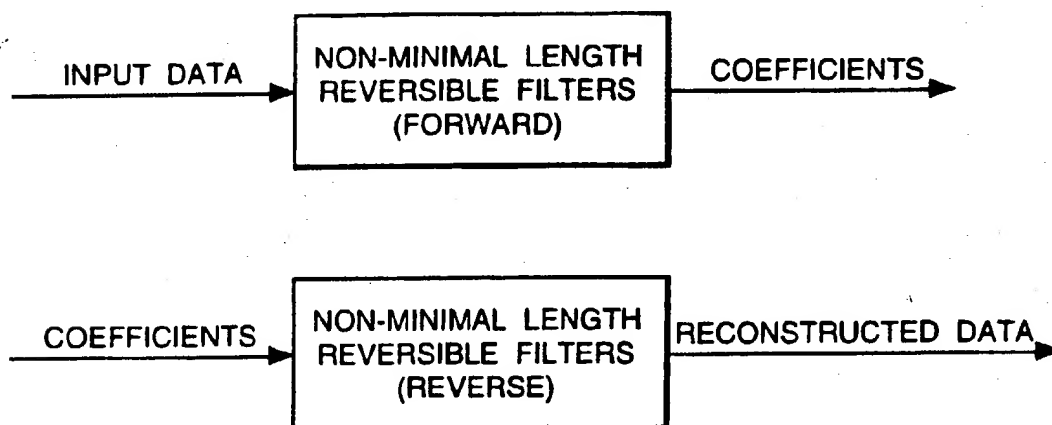 INPUT DATA
NON-MINIMAL LENGTH
REVERSIBLE FILTERS
(FORWARD)
COEFFICIENTS
COEFFICIENTS
NON-MINIMAL LENGTH
REVERSIBLE FILTERS
(REVERSE)
RECONSTRUCTED DATA